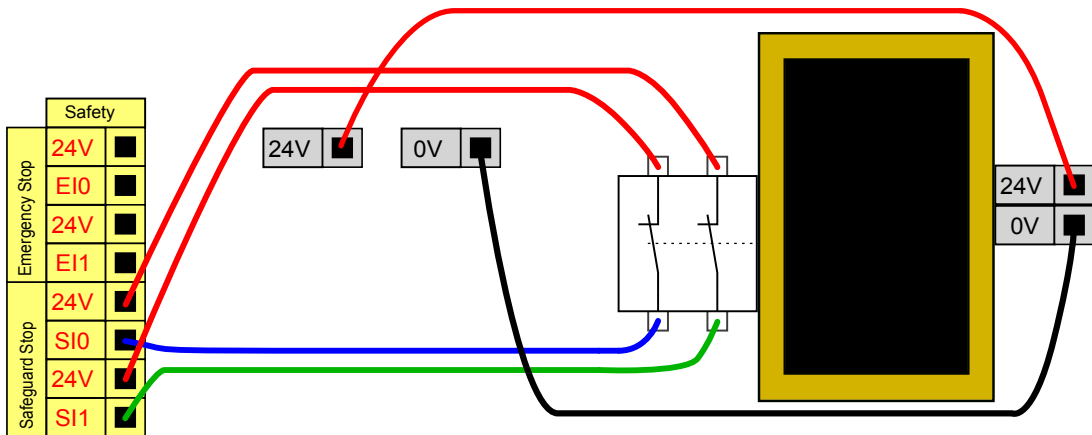 Safety
Emergency Stop
24V
EI0
24V
EI1
Safeguard Stop
24V
SI0
24V
SI1
24V
0V
24V
0V